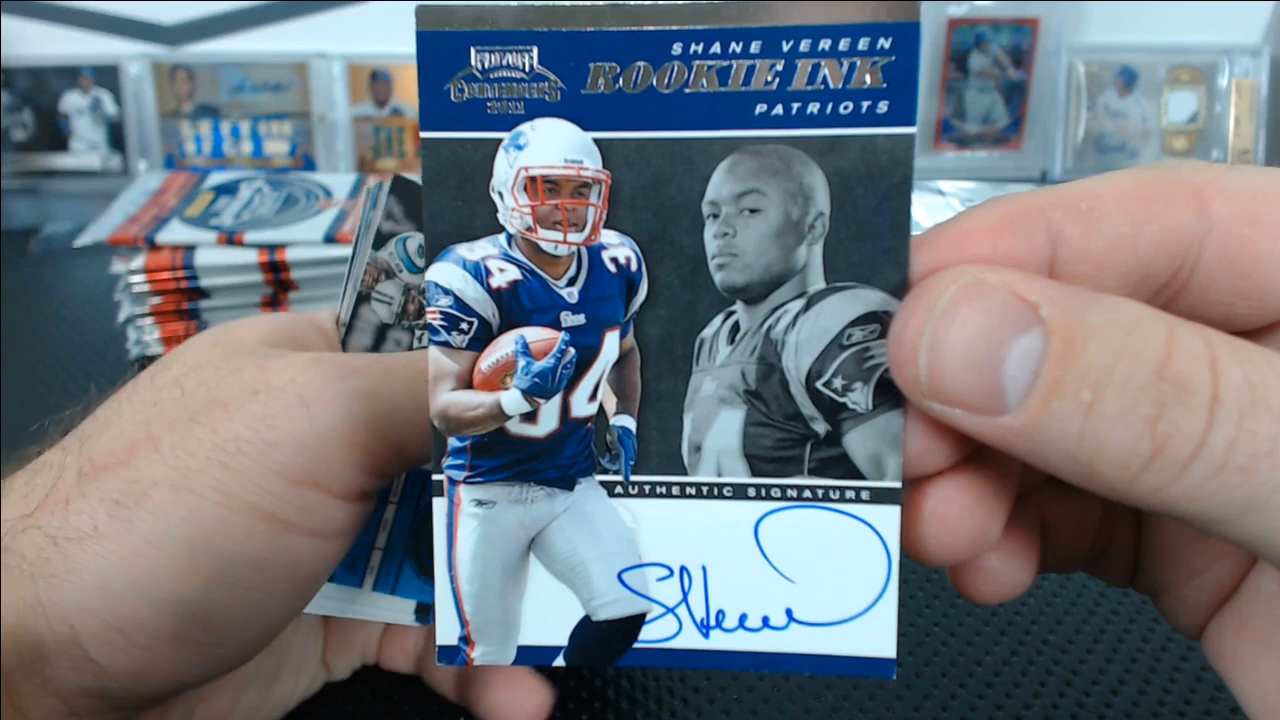 SHANE VEREEN
PLAYOFF
CONTENDERS
2011
ROOKIE INK
PATRIOTS
34
34
AUTHENTIC SIGNATURE